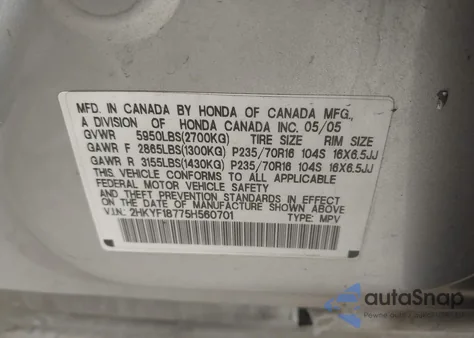 MFD. IN CANADA BY HONDA OF CANADA MFG.,
A DIVISION OF HONDA CANADA INC. 05/05
GVWR 5950LBS(2700KG) TIRE SIZE RIM SIZE
GAWR F 2865LBS(1300KG) P235/70R16 104S 16X6.5JJ
GAWR R 3155LBS(1430KG) P235/70R16 104S 16X6.5JJ
THIS VEHICLE CONFORMS TO ALL APPLICABLE
FEDERAL MOTOR VEHICLE SAFETY
AND THEFT PREVENTION STANDARDS IN EFFECT
ON THE DATE OF MANUFACTURE SHOWN ABOVE.
V.I.N: 2HKYF18775H560701 TYPE: MPV
autoSnap